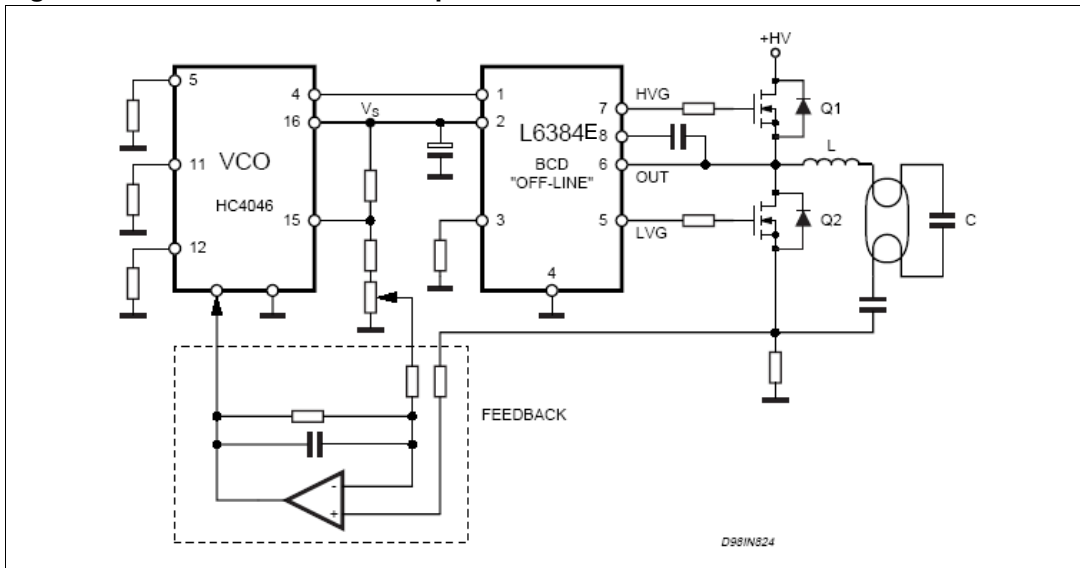 +HV
5
4
1
HVG
7
Q1
16
VS
2
L6384E
8
L
11
VCO
BCD
6
"OFF-LINE"
OUT
HC4046
15
3
5
Q2
C
LVG
12
4
FEEDBACK
-
+
D98IN824